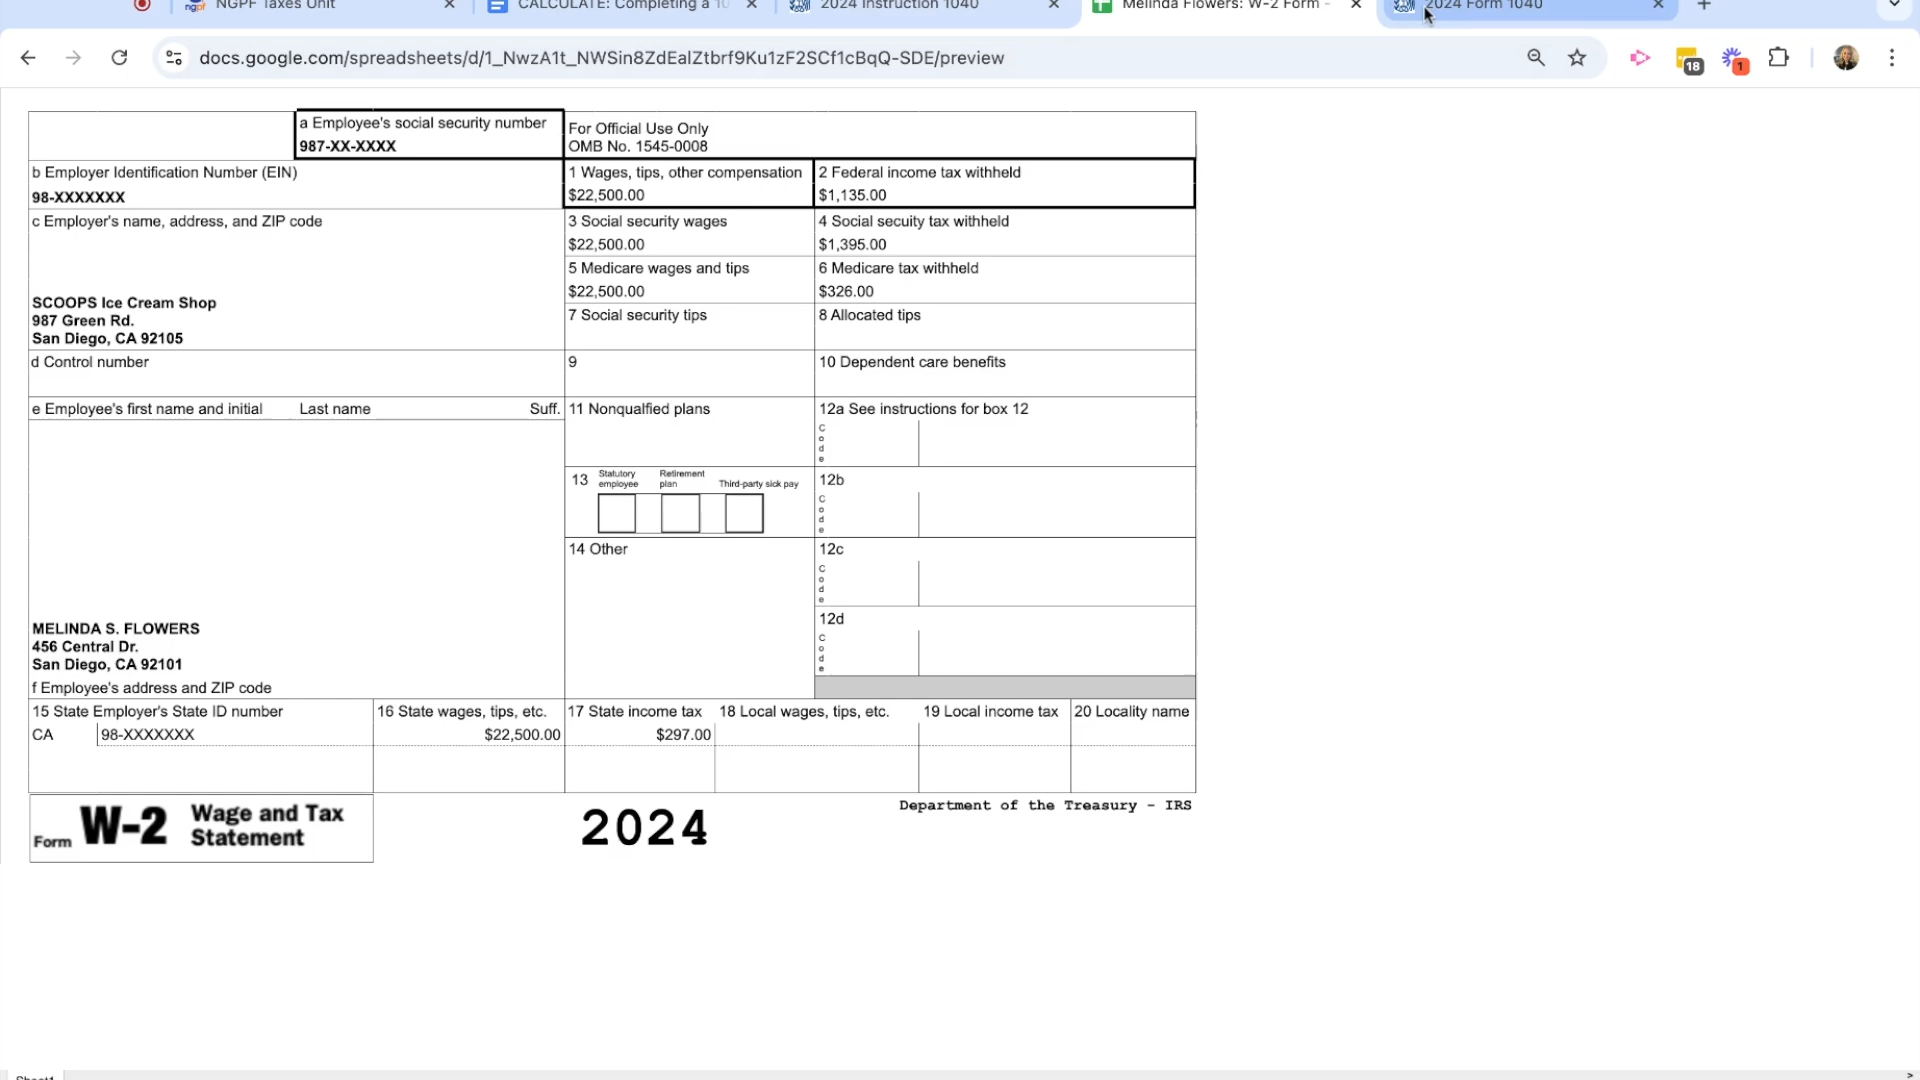 NGPF Taxes Unit
CALCULATE: Completing a 10
2024 Instruction 1040
Melinda Flowers: W-2 Form -
2024 Form 1040
docs.google.com/spreadsheets/d/1_NwzA1t_NWSin8ZdEalZtbrf9Ku1zF2SCf1cBqQ-SDE/preview
18
1
a Employee's social security number
987-XX-XXXX
For Official Use Only
OMB No. 1545-0008
b Employer Identification Number (EIN)
98-XXXXXXX
1 Wages, tips, other compensation
$22,500.00
2 Federal income tax withheld
$1,135.00
c Employer's name, address, and ZIP code
SCOOPS Ice Cream Shop
987 Green Rd.
San Diego, CA 92105
3 Social security wages
$22,500.00
4 Social secuity tax withheld
$1,395.00
5 Medicare wages and tips
$22,500.00
6 Medicare tax withheld
$326.00
7 Social security tips
8 Allocated tips
d Control number
9
10 Dependent care benefits
e Employee's first name and initial
Last name
Suff.
11 Nonqualfied plans
12a See instructions for box 12
Code
13
Statutory employee
Retirement plan
Third-party sick pay
12b
Code
14 Other
12c
Code
12d
Code
MELINDA S. FLOWERS
456 Central Dr.
San Diego, CA 92101
f Employee's address and ZIP code
15 State Employer's State ID number
16 State wages, tips, etc.
17 State income tax
18 Local wages, tips, etc.
19 Local income tax
20 Locality name
CA
98-XXXXXXX
$22,500.00
$297.00
Form W-2 Wage and Tax Statement
2024
Department of the Treasury - IRS
Sheet1